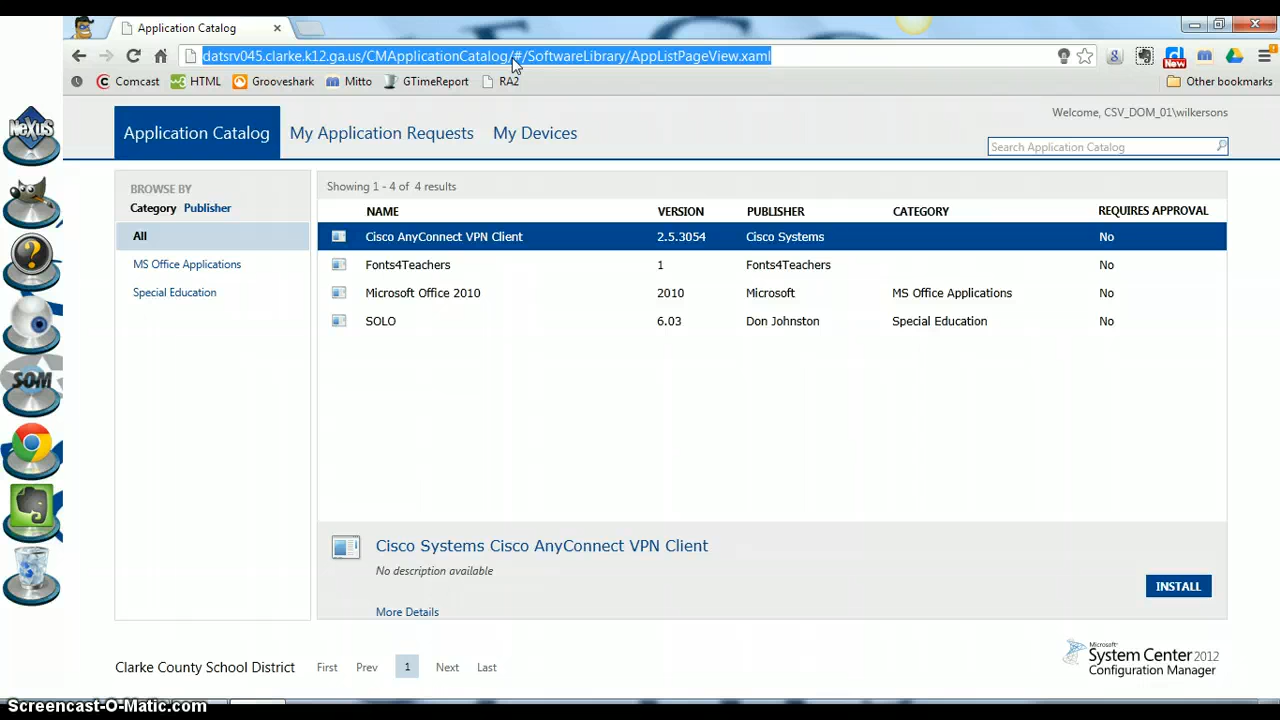 Application Catalog
datsrv045.clarke.k12.ga.us/CMApplicationCatalog/#/SoftwareLibrary/AppListPageView.xaml
New
Comcast HTML Grooveshark Mitto GTimeReport RA2 Other bookmarks
Welcome, CSV_DOM_01\wilkersons
Application Catalog My Application Requests My Devices
Search Application Catalog
NeXuS
BROWSE BY
Category Publisher
All
MS Office Applications
Special Education
Showing 1 - 4 of 4 results
NAME VERSION PUBLISHER CATEGORY REQUIRES APPROVAL
Cisco AnyConnect VPN Client 2.5.3054 Cisco Systems No
Fonts4Teachers 1 Fonts4Teachers No
Microsoft Office 2010 2010 Microsoft MS Office Applications No
SOLO 6.03 Don Johnston Special Education No
SOM
Cisco Systems Cisco AnyConnect VPN Client
No description available
INSTALL
More Details
Clarke County School District First Prev 1 Next Last
Microsoft
System Center 2012
Configuration Manager
Screencast-O-Matic.com